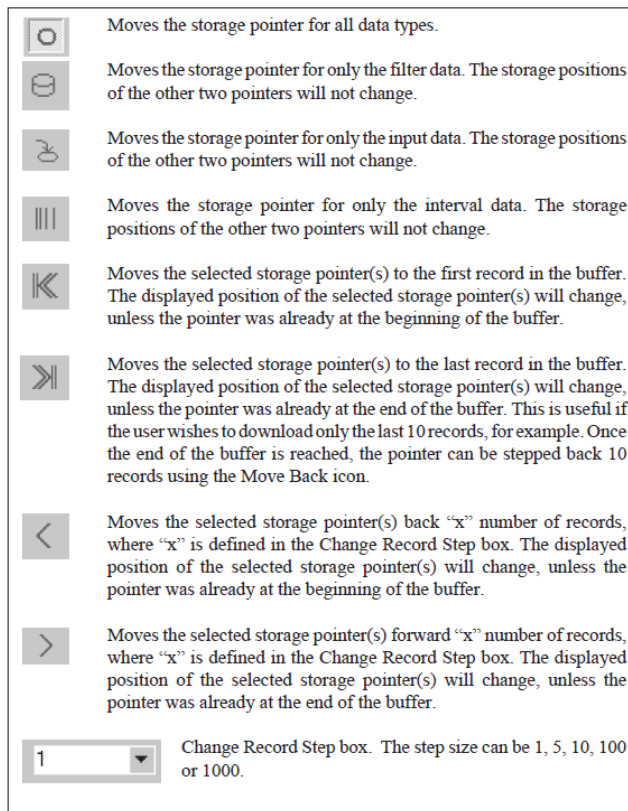 Moves the storage pointer for all data types.
Moves the storage pointer for only the filter data. The storage positions
of the other two pointers will not change.
Moves the storage pointer for only the input data. The storage positions
of the other two pointers will not change.
Moves the storage pointer for only the interval data. The storage
positions of the other two pointers will not change.
Moves the selected storage pointer(s) to the first record in the buffer.
The displayed position of the selected storage pointer(s) will change,
unless the pointer was already at the beginning of the buffer.
Moves the selected storage pointer(s) to the last record in the buffer.
The displayed position of the selected storage pointer(s) will change,
unless the pointer was already at the end of the buffer. This is useful if
the user wishes to download only the last 10 records, for example. Once
the end of the buffer is reached, the pointer can be stepped back 10
records using the Move Back icon.
Moves the selected storage pointer(s) back “x” number of records,
where “x” is defined in the Change Record Step box. The displayed
position of the selected storage pointer(s) will change, unless the
pointer was already at the beginning of the buffer.
Moves the selected storage pointer(s) forward “x” number of records,
where “x” is defined in the Change Record Step box. The displayed
position of the selected storage pointer(s) will change, unless the
pointer was already at the end of the buffer.
1
Change Record Step box. The step size can be 1, 5, 10, 100
or 1000.